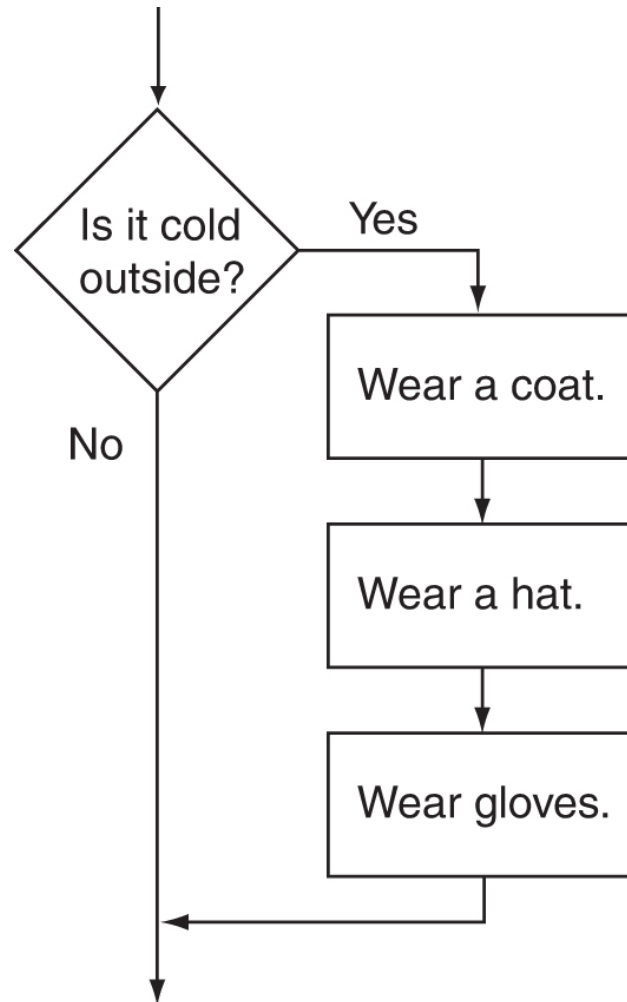 Is it cold
outside?
Yes
Wear a coat.
No
Wear a hat.
Wear gloves.